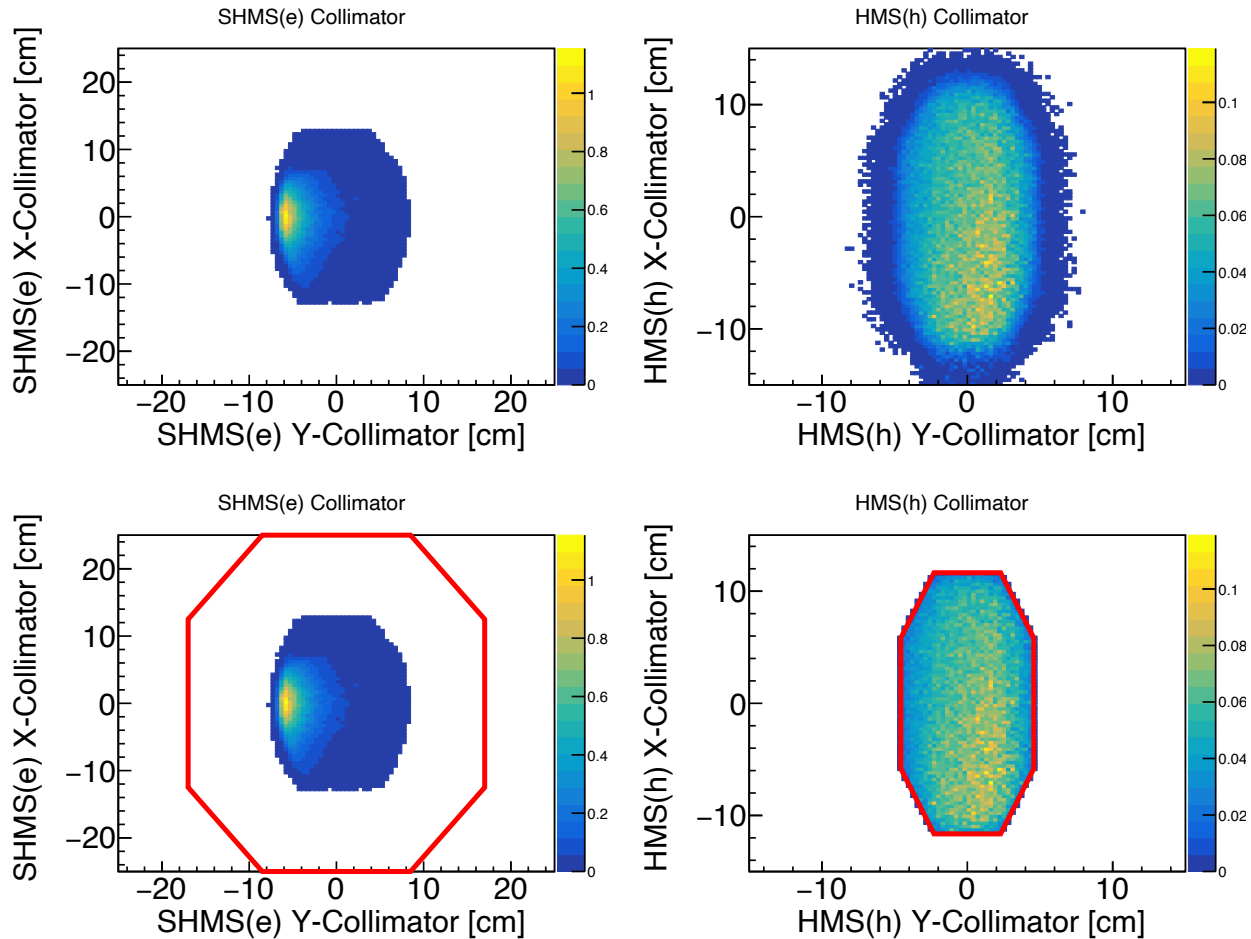 SHMS(e) Collimator
SHMS(e) X-Collimator [cm]
20
10
0
−10
−20
−20 −10 0 10 20
SHMS(e) Y-Collimator [cm]
1
0.8
0.6
0.4
0.2
0
HMS(h) Collimator
HMS(h) X-Collimator [cm]
10
0
−10
−10 0 10
HMS(h) Y-Collimator [cm]
0.1
0.08
0.06
0.04
0.02
0
SHMS(e) Collimator
SHMS(e) X-Collimator [cm]
20
10
0
−10
−20
−20 −10 0 10 20
SHMS(e) Y-Collimator [cm]
1
0.8
0.6
0.4
0.2
0
HMS(h) Collimator
HMS(h) X-Collimator [cm]
10
0
−10
−10 0 10
HMS(h) Y-Collimator [cm]
0.1
0.08
0.06
0.04
0.02
0